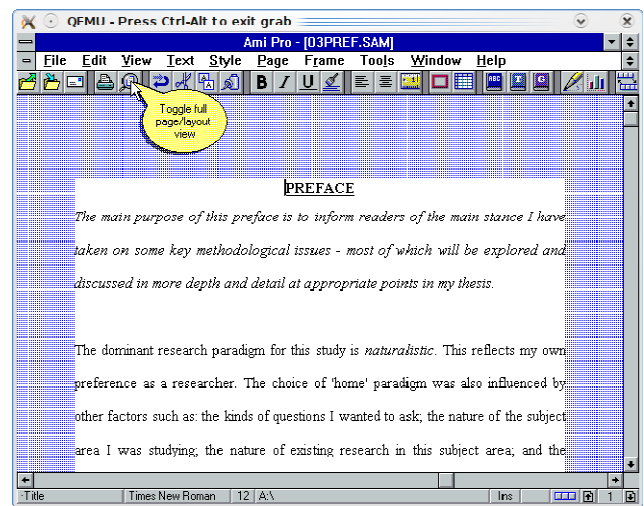 QEMU - Press Ctrl-Alt to exit grab
Ami Pro - [03PREF.SAM]
File Edit View Text Style Page Frame Tools Window Help
B I U
Toggle full
page/layout
view
PREFACE
The main purpose of this preface is to inform readers of the main stance I have
taken on some key methodological issues - most of which will be explored and
discussed in more depth and detail at appropriate points in my thesis.
The dominant research paradigm for this study is naturalistic. This reflects my own
preference as a researcher. The choice of 'home' paradigm was also influenced by
other factors such as: the kinds of questions I wanted to ask; the nature of the subject
area I was studying; the nature of existing research in this subject area; and the
Title Times New Roman 12 A:\ Ins 1